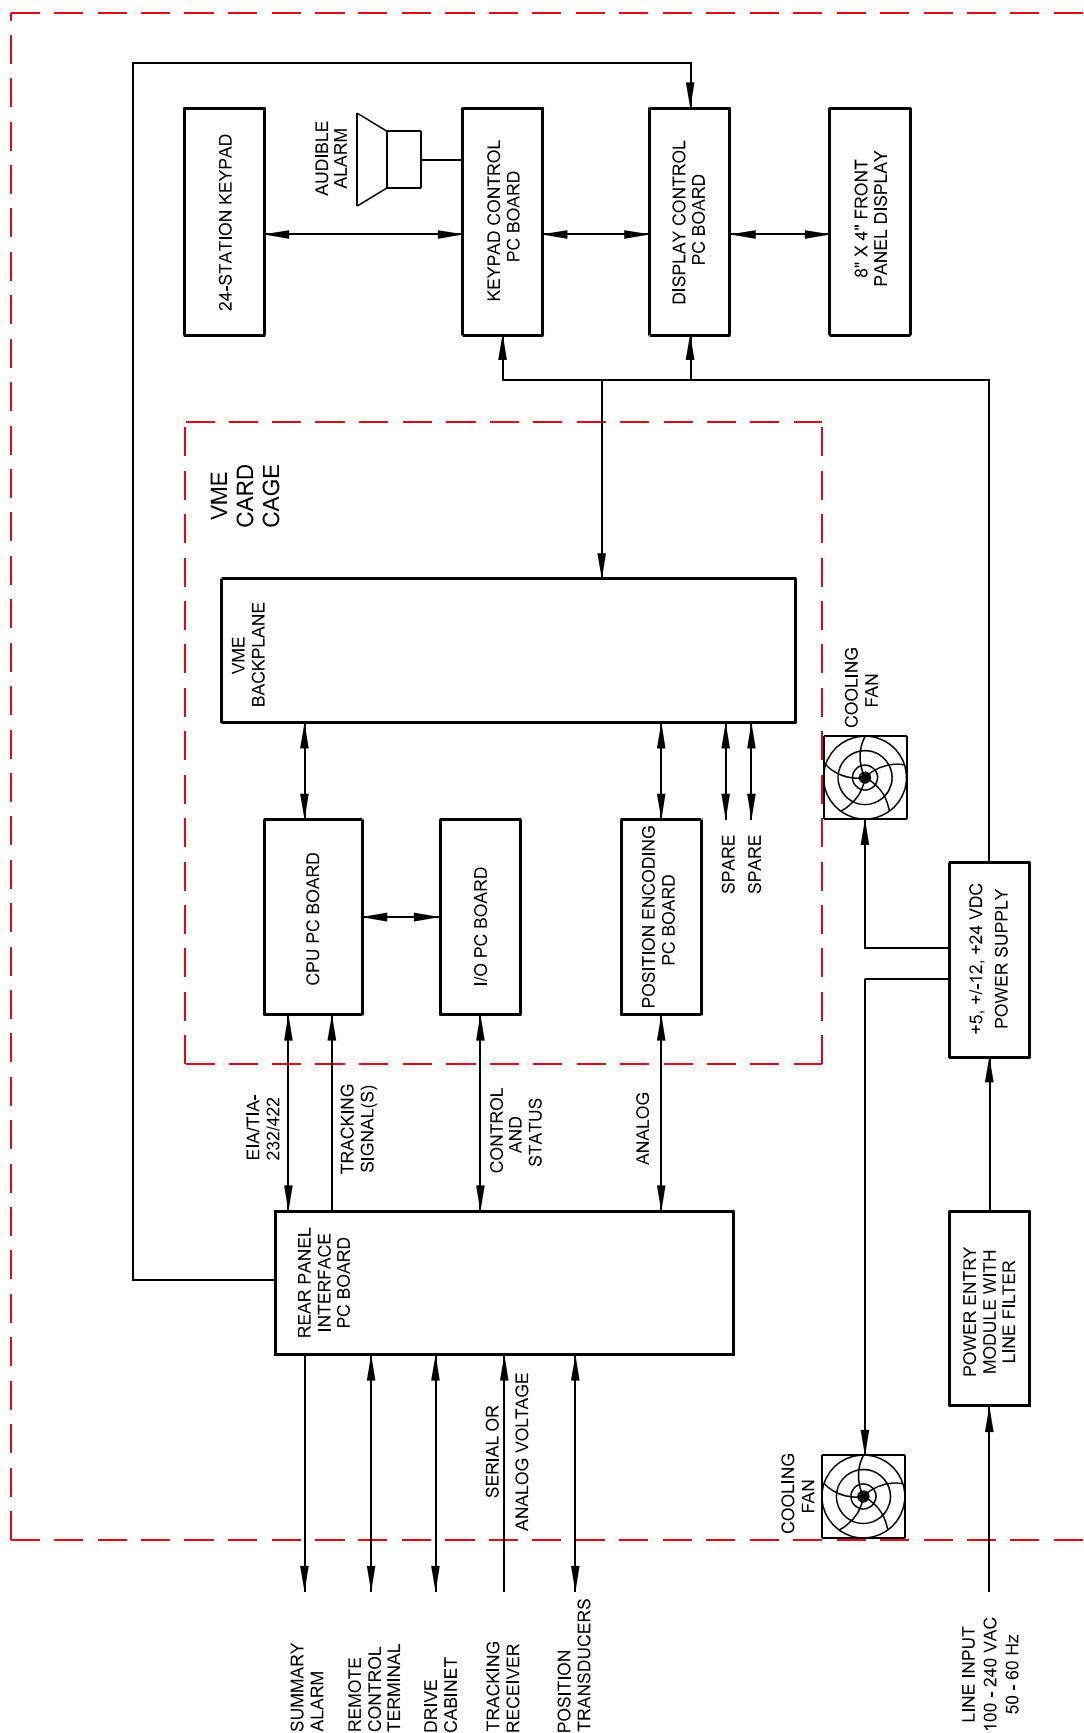 SUMMARY
ALARM
REMOTE
CONTROL
TERMINAL
DRIVE
CABINET
TRACKING
RECEIVER
POSITION
TRANSDUCERS
LINE INPUT
100 - 240 VAC
50 - 60 Hz
SERIAL OR
ANALOG VOLTAGE
COOLING
FAN
REAR PANEL
INTERFACE
PC BOARD
POWER ENTRY
MODULE WITH
LINE FILTER
EIA/TIA-
232/422
TRACKING
SIGNAL(S)
CONTROL
AND
STATUS
ANALOG
CPU PC BOARD
I/O PC BOARD
POSITION ENCODING
PC BOARD
SPARE
SPARE
+5, +/-12, +24 VDC
POWER SUPPLY
COOLING
FAN
VME
BACKPLANE
VME
CARD
CAGE
24-STATION KEYPAD
AUDIBLE
ALARM
KEYPAD CONTROL
PC BOARD
DISPLAY CONTROL
PC BOARD
8" X 4" FRONT
PANEL DISPLAY